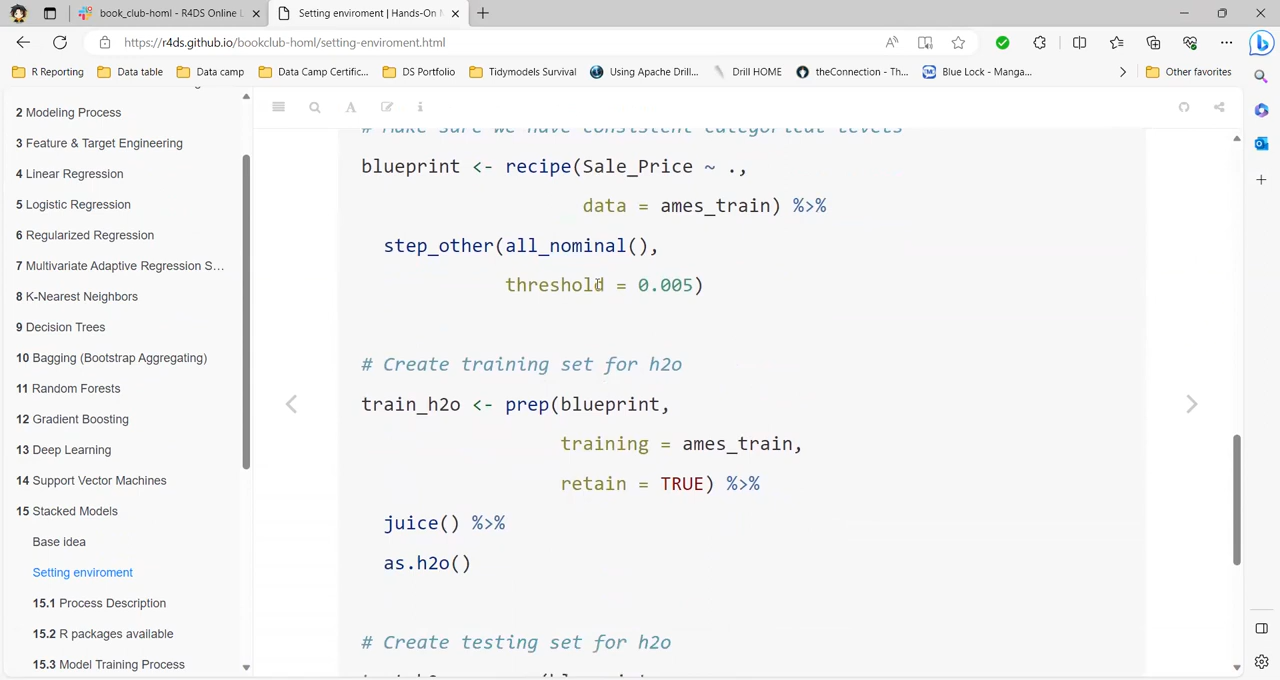 book_club-homl - R4DS Online L
Setting enviroment | Hands-On M
https://r4ds.github.io/bookclub-homl/setting-enviroment.html
R Reporting
Data table
Data camp
Data Camp Certific...
DS Portfolio
Tidymodels Survival
Using Apache Drill...
Drill HOME
theConnection - Th...
Blue Lock - Manga...
Other favorites
2 Modeling Process
3 Feature & Target Engineering
4 Linear Regression
5 Logistic Regression
6 Regularized Regression
7 Multivariate Adaptive Regression S...
8 K-Nearest Neighbors
9 Decision Trees
10 Bagging (Bootstrap Aggregating)
11 Random Forests
12 Gradient Boosting
13 Deep Learning
14 Support Vector Machines
15 Stacked Models
Base idea
Setting enviroment
15.1 Process Description
15.2 R packages available
15.3 Model Training Process
# Make sure we have consistent categorical levels
blueprint <- recipe(Sale_Price ~ .,
data = ames_train) %>%
step_other(all_nominal(),
threshold = 0.005)
# Create training set for h2o
train_h2o <- prep(blueprint,
training = ames_train,
retain = TRUE) %>%
juice() %>%
as.h2o()
# Create testing set for h2o